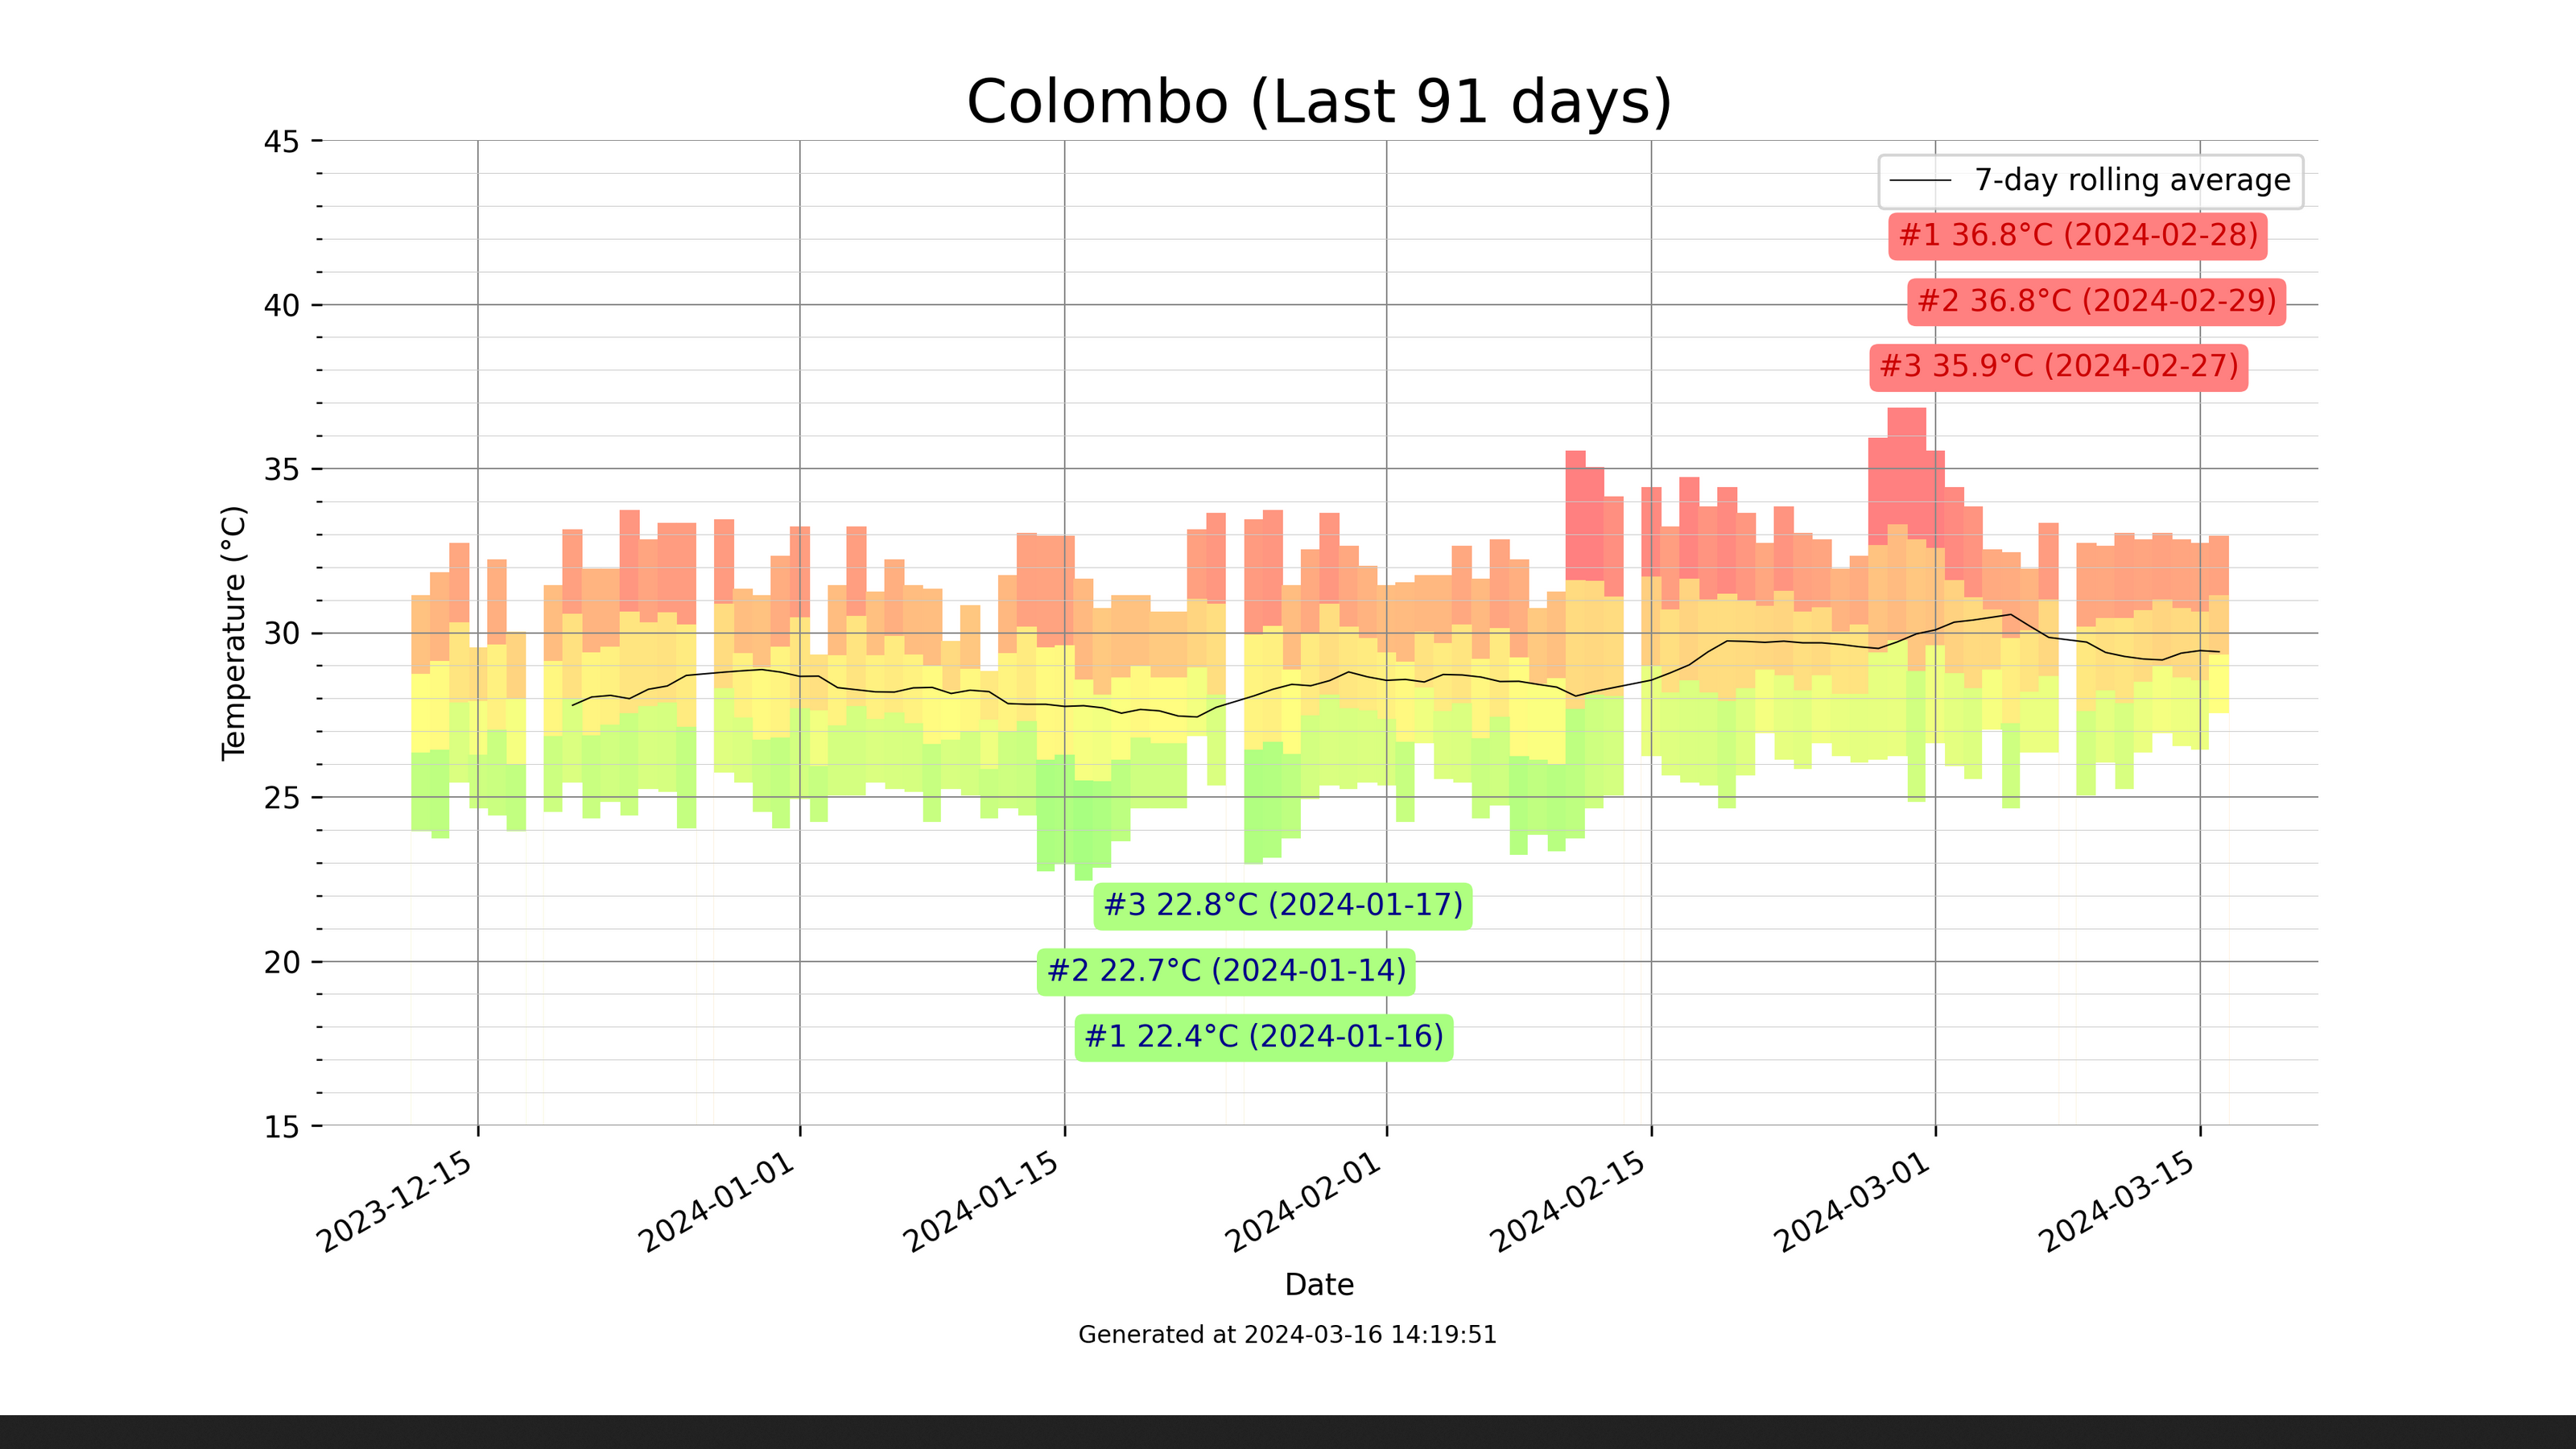 Colombo (Last 91 days)
45
40
35
30
25
20
15
Temperature (°C)
7-day rolling average
#1 36.8°C (2024-02-28)
#2 36.8°C (2024-02-29)
#3 35.9°C (2024-02-27)
#3 22.8°C (2024-01-17)
#2 22.7°C (2024-01-14)
#1 22.4°C (2024-01-16)
2023-12-15
2024-01-01
2024-01-15
2024-02-01
2024-02-15
2024-03-01
2024-03-15
Date
Generated at 2024-03-16 14:19:51